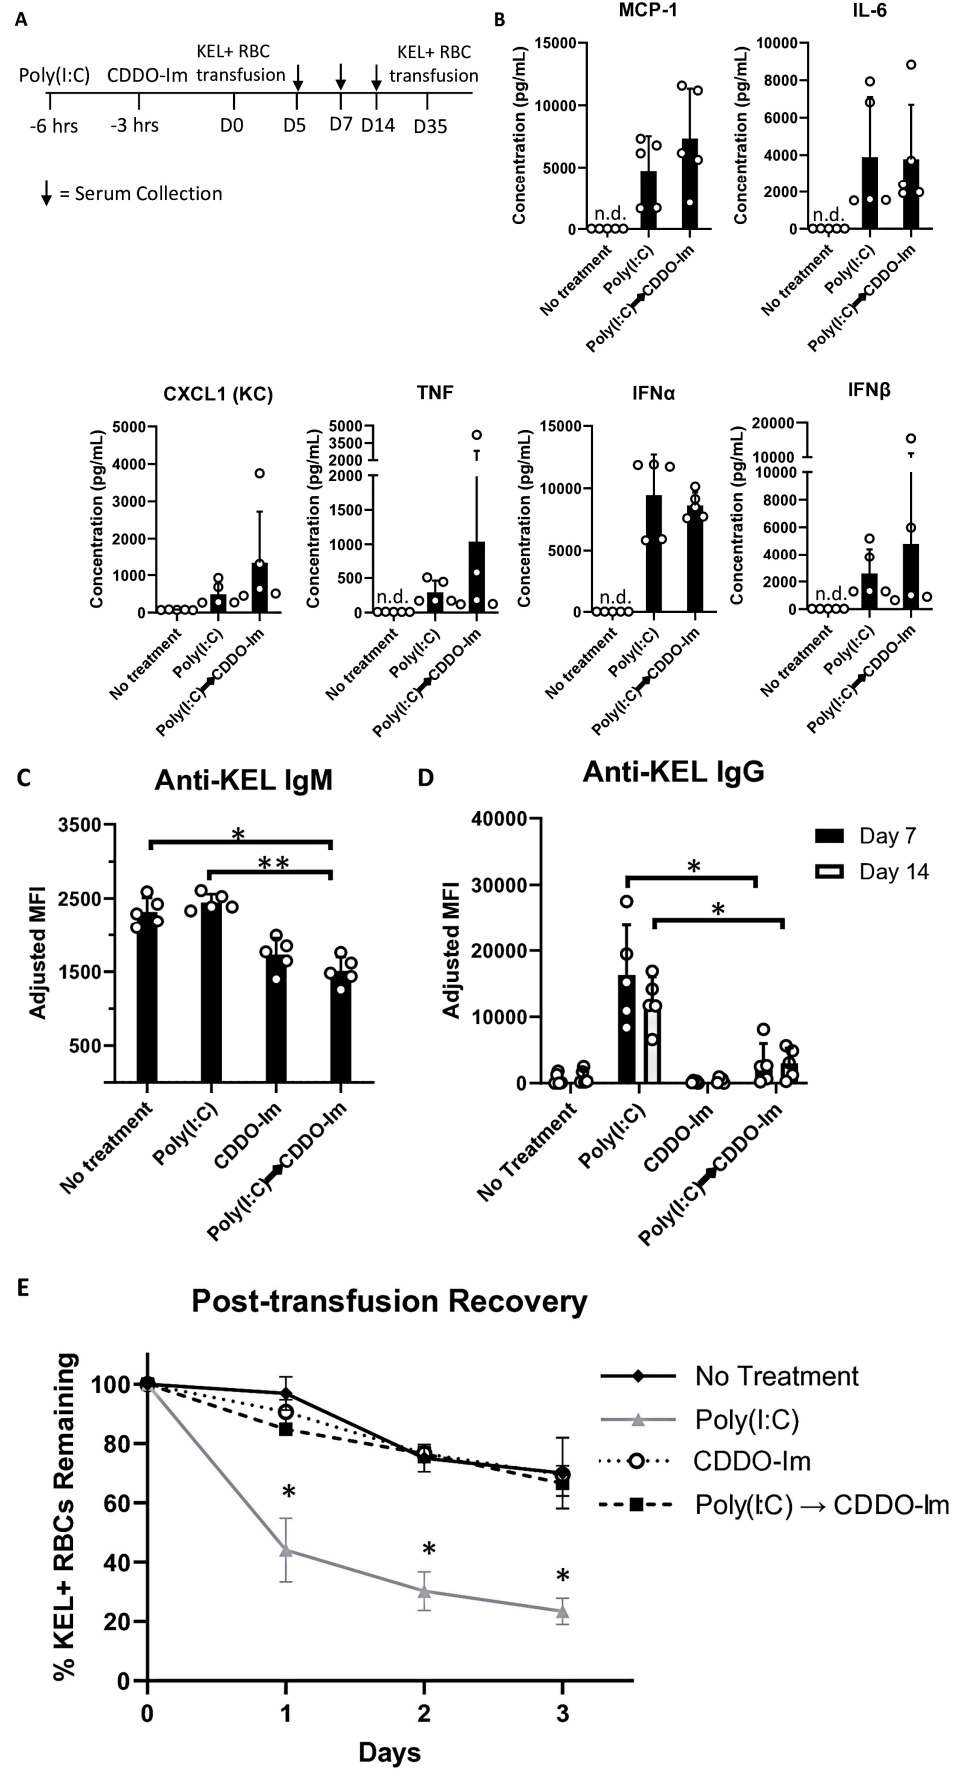 A
KEL+ RBC KEL+ RBC
Poly(I:C) CDDO-Im transfusion transfusion
-6 hrs -3 hrs D0 D5 D7 D14 D35
= Serum Collection
B
MCP-1
Concentration (pg/mL)
15000
10000
5000
0
n.d.
No treatment
Poly(I:C)
Poly(I:C) CDDO-Im
IL-6
Concentration (pg/mL)
10000
8000
6000
4000
2000
0
n.d.
No treatment
Poly(I:C)
Poly(I:C) CDDO-Im
CXCL1 (KC)
Concentration (pg/mL)
5000
4000
3000
2000
1000
0
No treatment
Poly(I:C)
Poly(I:C) CDDO-Im
TNF
Concentration (pg/mL)
5000
3500
2000
2000
1500
1000
500
0
n.d.
No treatment
Poly(I:C)
Poly(I:C) CDDO-Im
IFNα
Concentration (pg/mL)
15000
10000
5000
0
n.d.
No treatment
Poly(I:C)
Poly(I:C) CDDO-Im
IFNβ
Concentration (pg/mL)
20000
10000
10000
8000
6000
4000
2000
0
n.d.
No treatment
Poly(I:C)
Poly(I:C) CDDO-Im
C
Anti-KEL IgM
Adjusted MFI
3500
2500
1500
500
*
**
No treatment
Poly(I:C)
CDDO-Im
Poly(I:C) CDDO-Im
D
Anti-KEL IgG
Adjusted MFI
40000
30000
20000
10000
0
*
*
Day 7
Day 14
No Treatment
Poly(I:C)
CDDO-Im
Poly(I:C) CDDO-Im
E
Post-transfusion Recovery
% KEL+ RBCs Remaining
100
80
60
40
20
0
*
*
*
0 1 2 3
Days
No Treatment
Poly(I:C)
CDDO-Im
Poly(I:C) → CDDO-Im